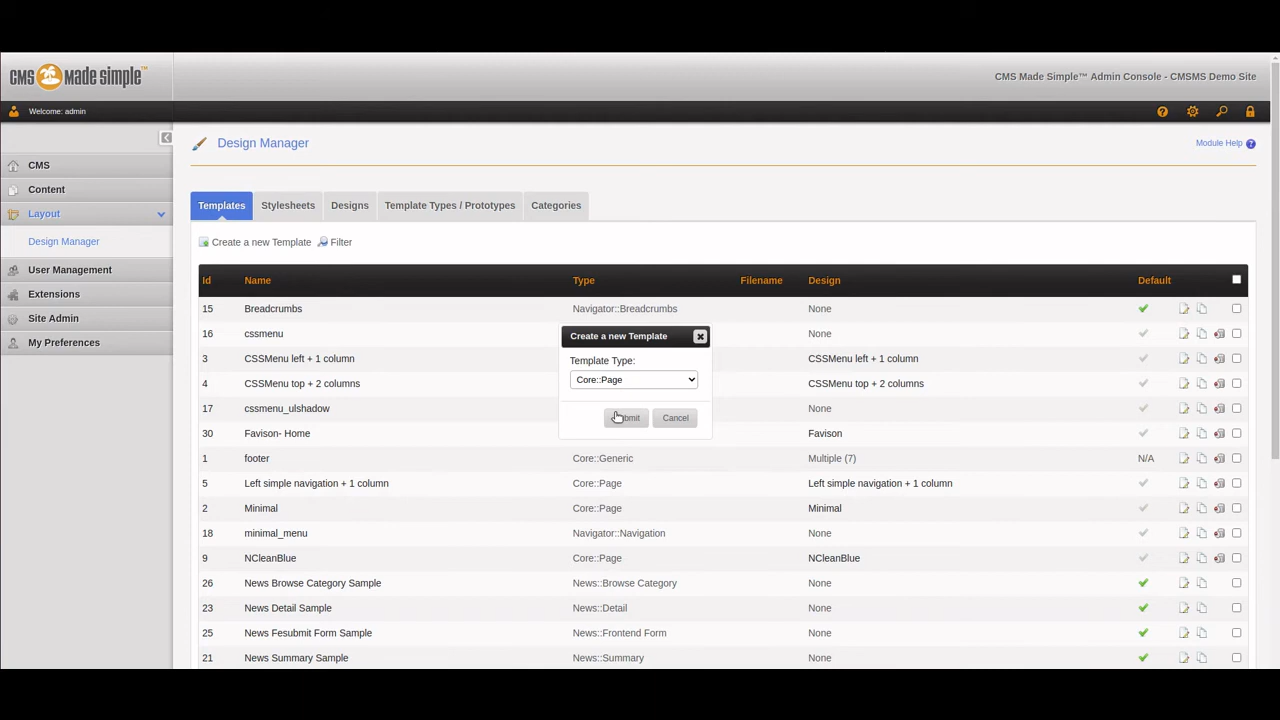 CMS made simple™
CMS Made Simple™ Admin Console - CMSMS Demo Site
Welcome: admin
CMS
Content
Layout
Design Manager
User Management
Extensions
Site Admin
My Preferences
Design Manager
Module Help
Templates Stylesheets Designs Template Types / Prototypes Categories
Create a new Template Filter
Id Name Type Filename Design Default
15 Breadcrumbs Navigator::Breadcrumbs None
16 cssmenu None
3 CSSMenu left + 1 column CSSMenu left + 1 column
4 CSSMenu top + 2 columns CSSMenu top + 2 columns
17 cssmenu_ulshadow None
30 Favison- Home Favison
1 footer Core::Generic Multiple (7) N/A
5 Left simple navigation + 1 column Core::Page Left simple navigation + 1 column
2 Minimal Core::Page Minimal
18 minimal_menu Navigator::Navigation None
9 NCleanBlue Core::Page NCleanBlue
26 News Browse Category Sample News::Browse Category None
23 News Detail Sample News::Detail None
25 News Fesubmit Form Sample News::Frontend Form None
21 News Summary Sample News::Summary None
Create a new Template
Template Type:
Core::Page
Cancel